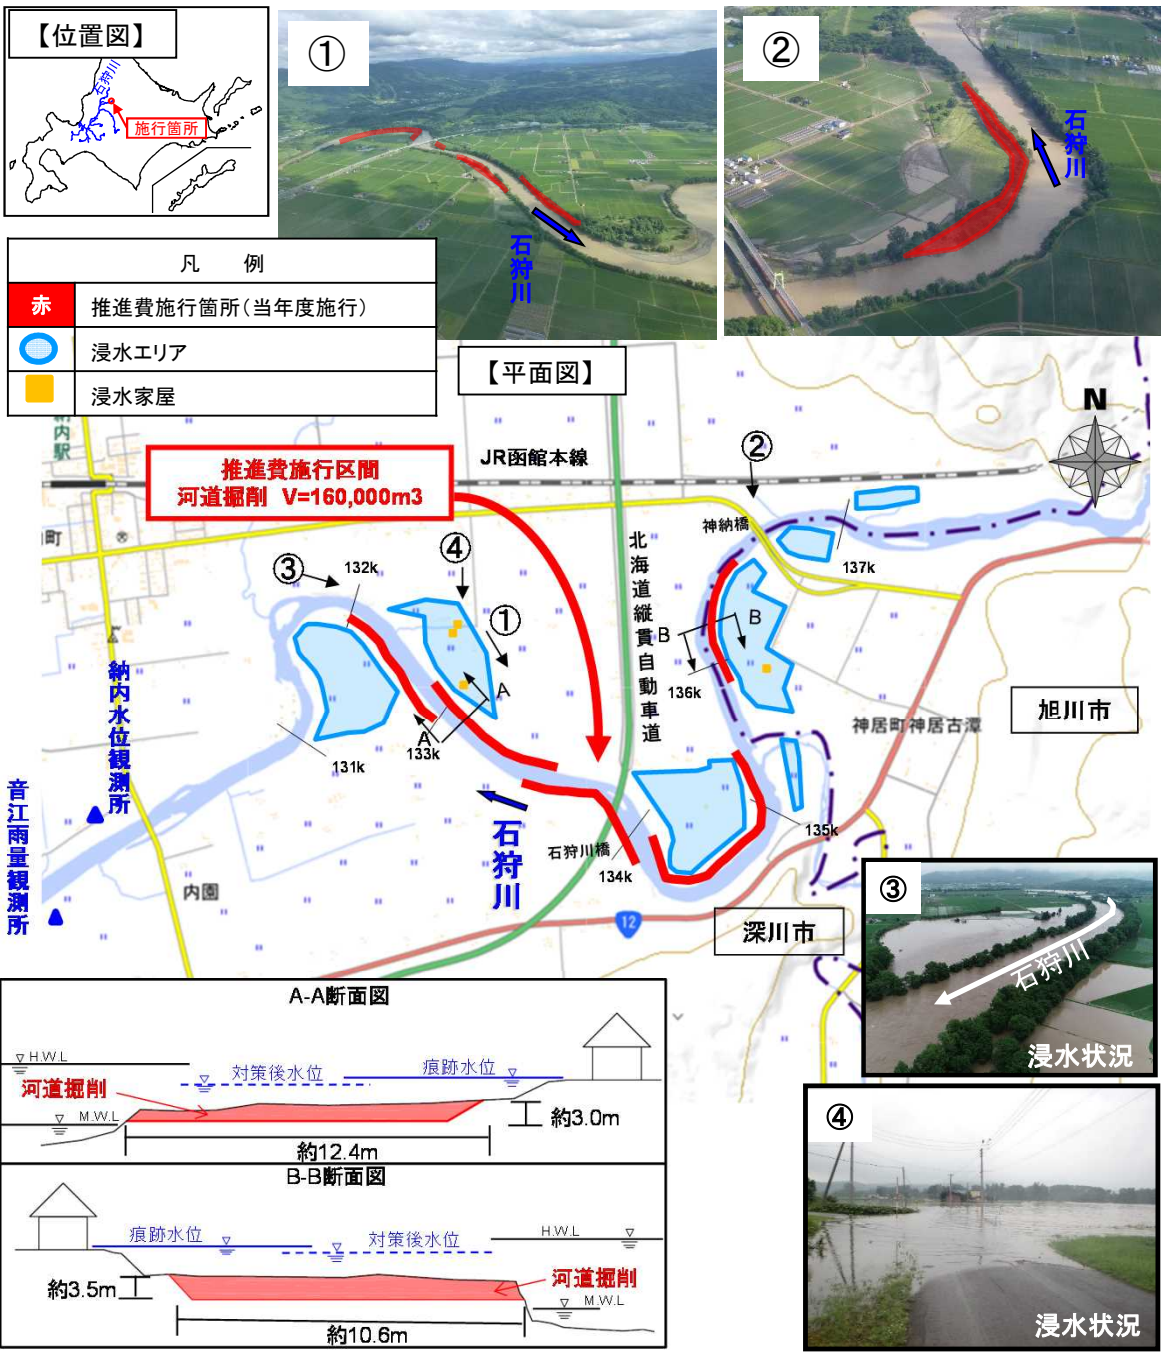 【位置図】
石狩川
施行箇所
①
石狩川
②
石狩川
凡 例
赤
推進費施行箇所(当年度施行)
浸水エリア
浸水家屋
【平面図】
N
納内駅
推進費施行区間
河道掘削 V=160,000m3
JR函館本線
②
神納橋
137k
町
③
132k
④
①
北海道縦貫自動車道
B
B
136k
A
A
133k
131k
納内水位観測所
音江雨量観測所
神居町神居古潭
旭川市
石狩川
石狩川橋
134k
135k
内園
12
深川市
③
石狩川
浸水状況
④
浸水状況
A-A断面図
H.W.L
対策後水位
痕跡水位
河道掘削
M.W.L
約3.0m
約12.4m
B-B断面図
痕跡水位
対策後水位
H.W.L
河道掘削
約3.5m
M.W.L
約10.6m